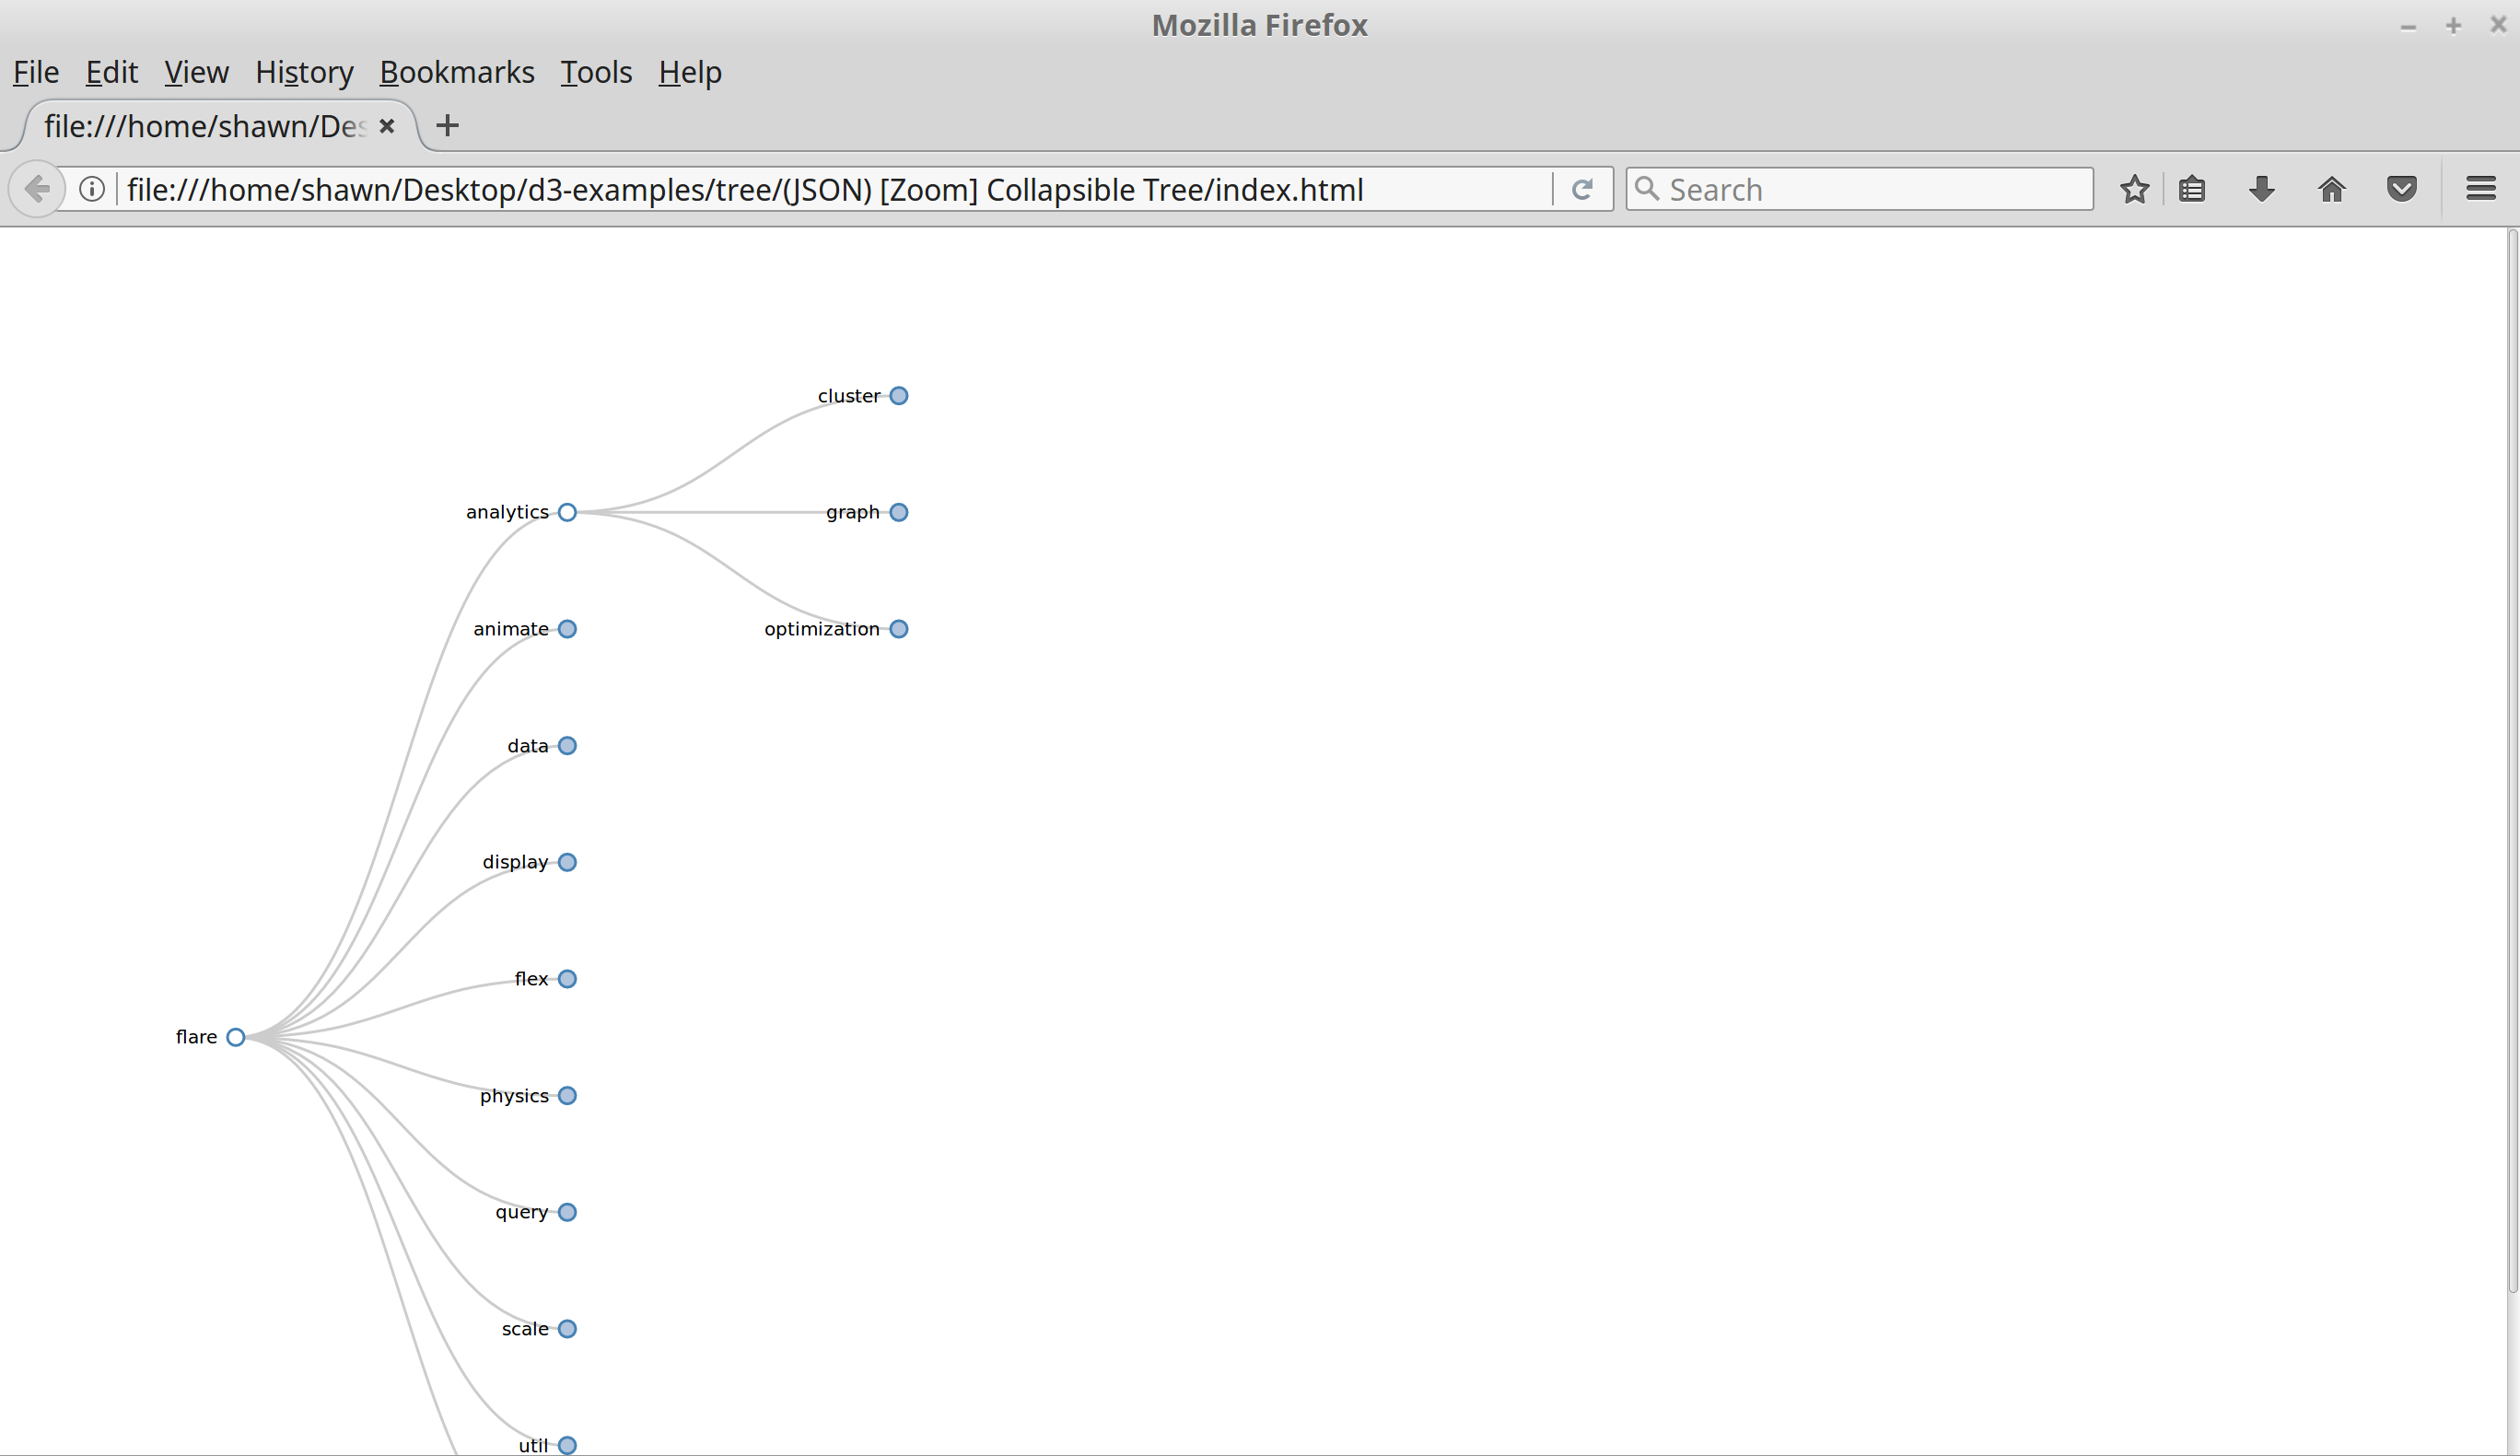 Mozilla Firefox
File Edit View History Bookmarks Tools Help
file:///home/shawn/Des
file:///home/shawn/Desktop/d3-examples/tree/(JSON) [Zoom] Collapsible Tree/index.html
Search
cluster
analytics
graph
animate
optimization
data
display
flex
flare
physics
query
scale
util